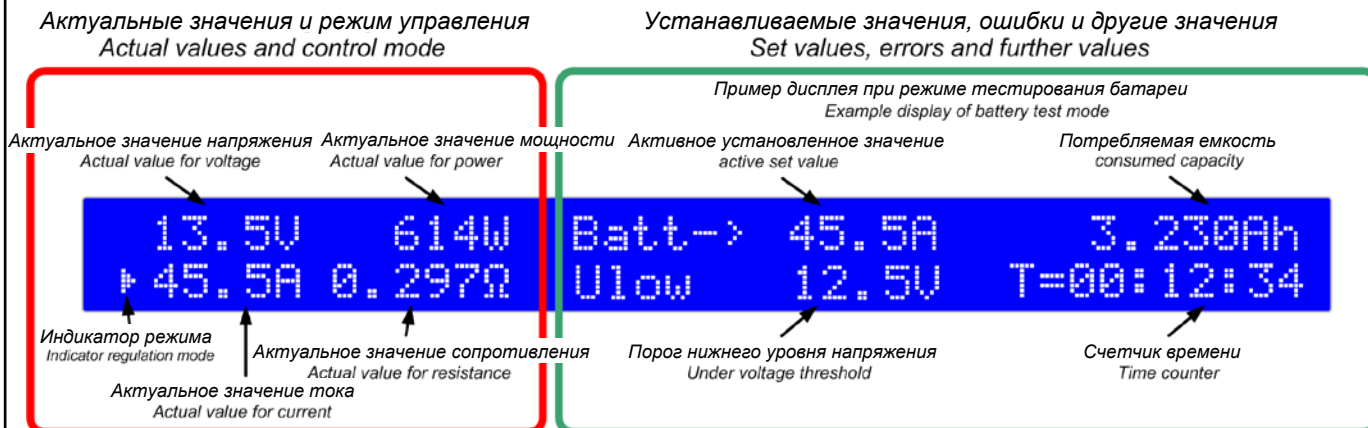 Актуальные значения и режим управления
Actual values and control mode
Устанавливаемые значения, ошибки и другие значения
Set values, errors and further values
Пример дисплея при режиме тестирования батареи
Example display of battery test mode
Актуальное значение напряжения
Actual value for voltage
Актуальное значение мощности
Actual value for power
Активное установленное значение
active set value
Потребляемая емкость
consumed capacity
13.5V 614W Batt-> 45.5A 3.230Ah
45.5A 0.297Ω Ulow 12.5V T=00:12:34
Индикатор режима
Indicator regulation mode
Актуальное значение сопротивления
Actual value for resistance
Порог нижнего уровня напряжения
Under voltage threshold
Счетчик времени
Time counter
Актуальное значение тока
Actual value for current